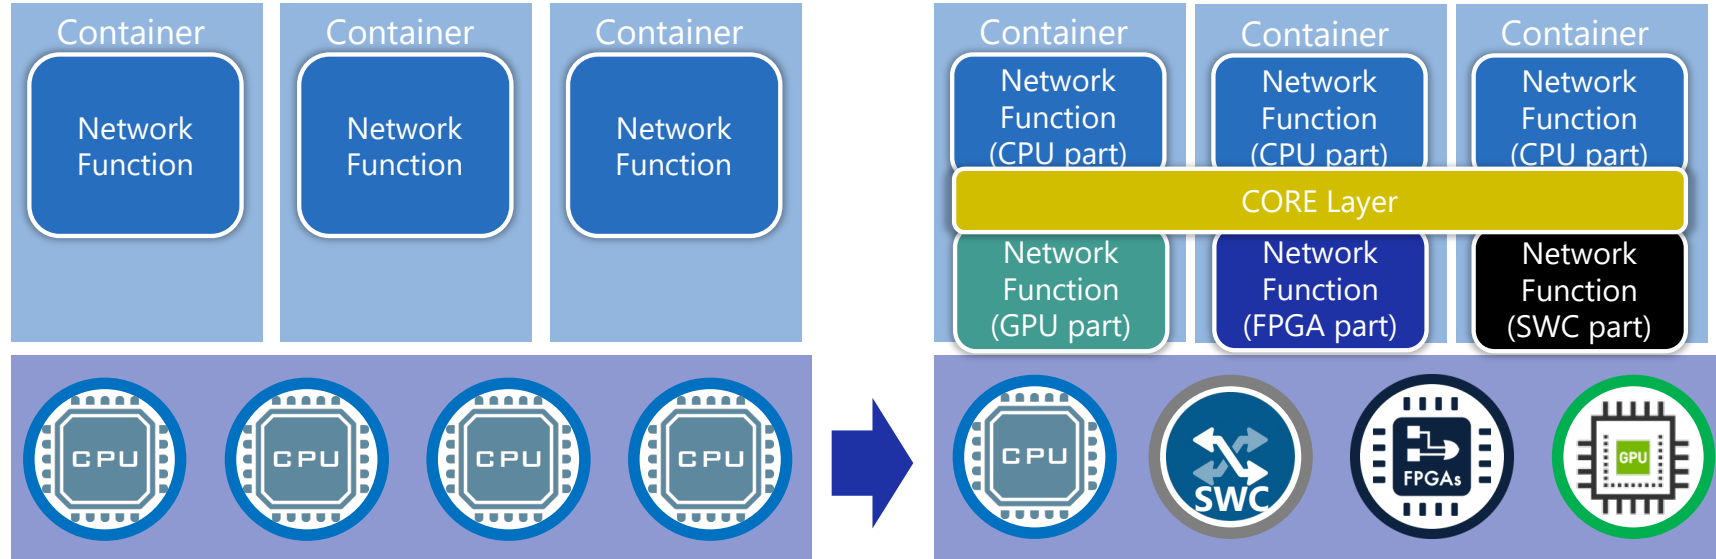 Container
Network
Function
Container
Network
Function
Container
Network
Function
CPU
CPU
CPU
CPU
Container
Network
Function
(CPU part)
Container
Network
Function
(CPU part)
Container
Network
Function
(CPU part)
CORE Layer
Network
Function
(GPU part)
Network
Function
(FPGA part)
Network
Function
(SWC part)
CPU
SWC
FPGAs
GPU